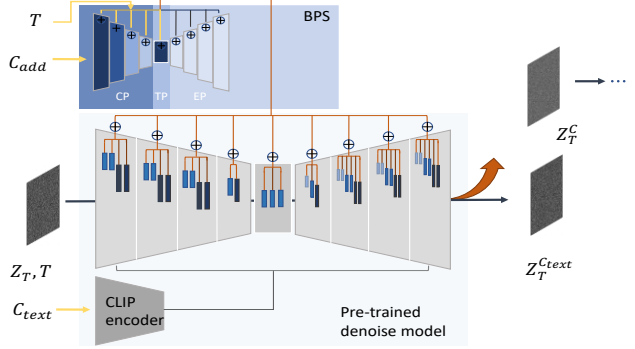 T
BPS
C_add
CP TP EP
Z_T^C
...
Z_T, T
Z_T^{C_text}
C_text
CLIP
encoder
Pre-trained
denoise model